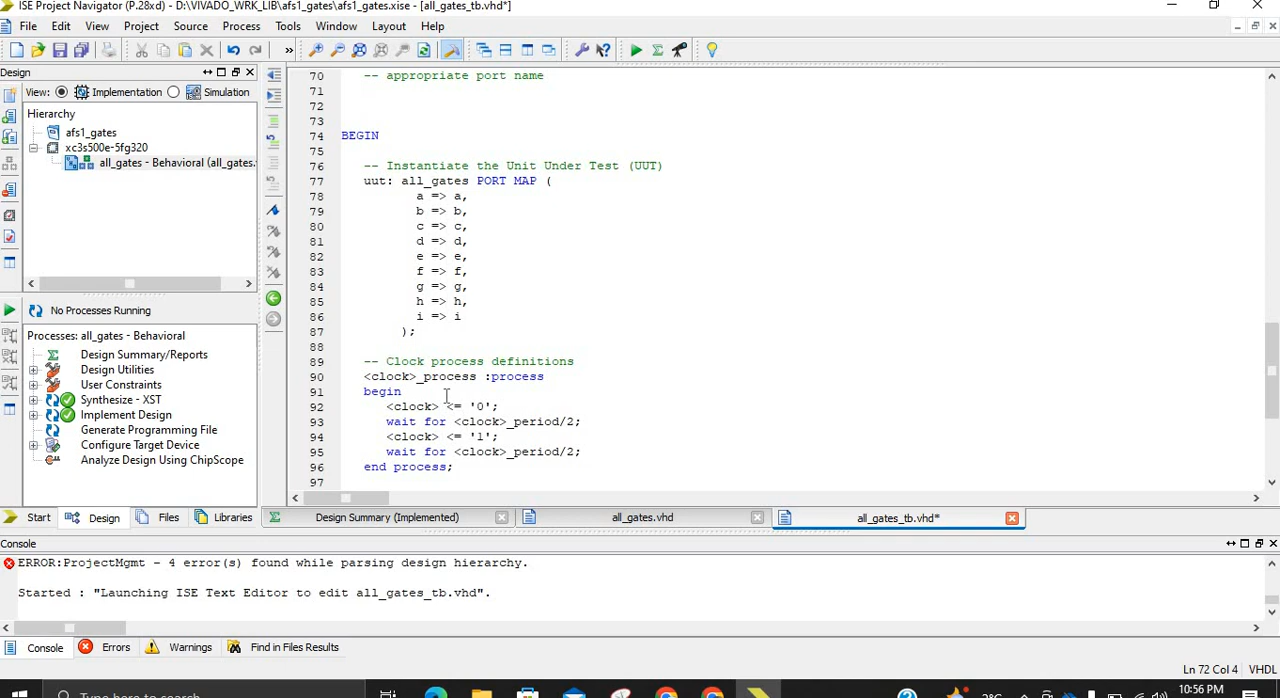 ISE Project Navigator (P.28xd) - D:\VIVADO_WRK_LIB\afs1_gates\afs1_gates.xise - [all_gates_tb.vhd*]
File Edit View Project Source Process Tools Window Layout Help
Design
View: Implementation Simulation
Hierarchy
afs1_gates
xc3s500e-5fg320
all_gates - Behavioral (all_gates.
No Processes Running
Processes: all_gates - Behavioral
Design Summary/Reports
Design Utilities
User Constraints
Synthesize - XST
Implement Design
Generate Programming File
Configure Target Device
Analyze Design Using ChipScope
Start Design Files Libraries
70 -- appropriate port name
71
72
73
74 BEGIN
75
76 -- Instantiate the Unit Under Test (UUT)
77 uut: all_gates PORT MAP (
78 a => a,
79 b => b,
80 c => c,
81 d => d,
82 e => e,
83 f => f,
84 g => g,
85 h => h,
86 i => i
87 );
88
89 -- Clock process definitions
90 <clock>_process :process
91 begin
92 <clock> <= '0';
93 wait for <clock>_period/2;
94 <clock> <= '1';
95 wait for <clock>_period/2;
96 end process;
97
Design Summary (Implemented) all_gates.vhd all_gates_tb.vhd*
Console
ERROR:ProjectMgmt - 4 error(s) found while parsing design hierarchy.
Started : "Launching ISE Text Editor to edit all_gates_tb.vhd".
Console Errors Warnings Find in Files Results
Ln 72 Col 4 VHDL
Type here to search
10:56 PM